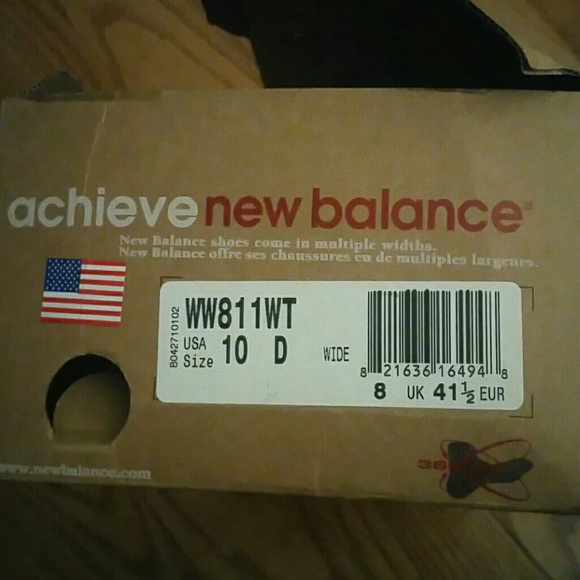 achieve new balance®
New Balance shoes come in multiple widths.
New Balance offre ses chaussures en de multiples largeurs.
B042710102
WW811WT
USA Size 10 D WIDE
8 21636 16494 8
8 UK 41½ EUR
www.newbalance.com